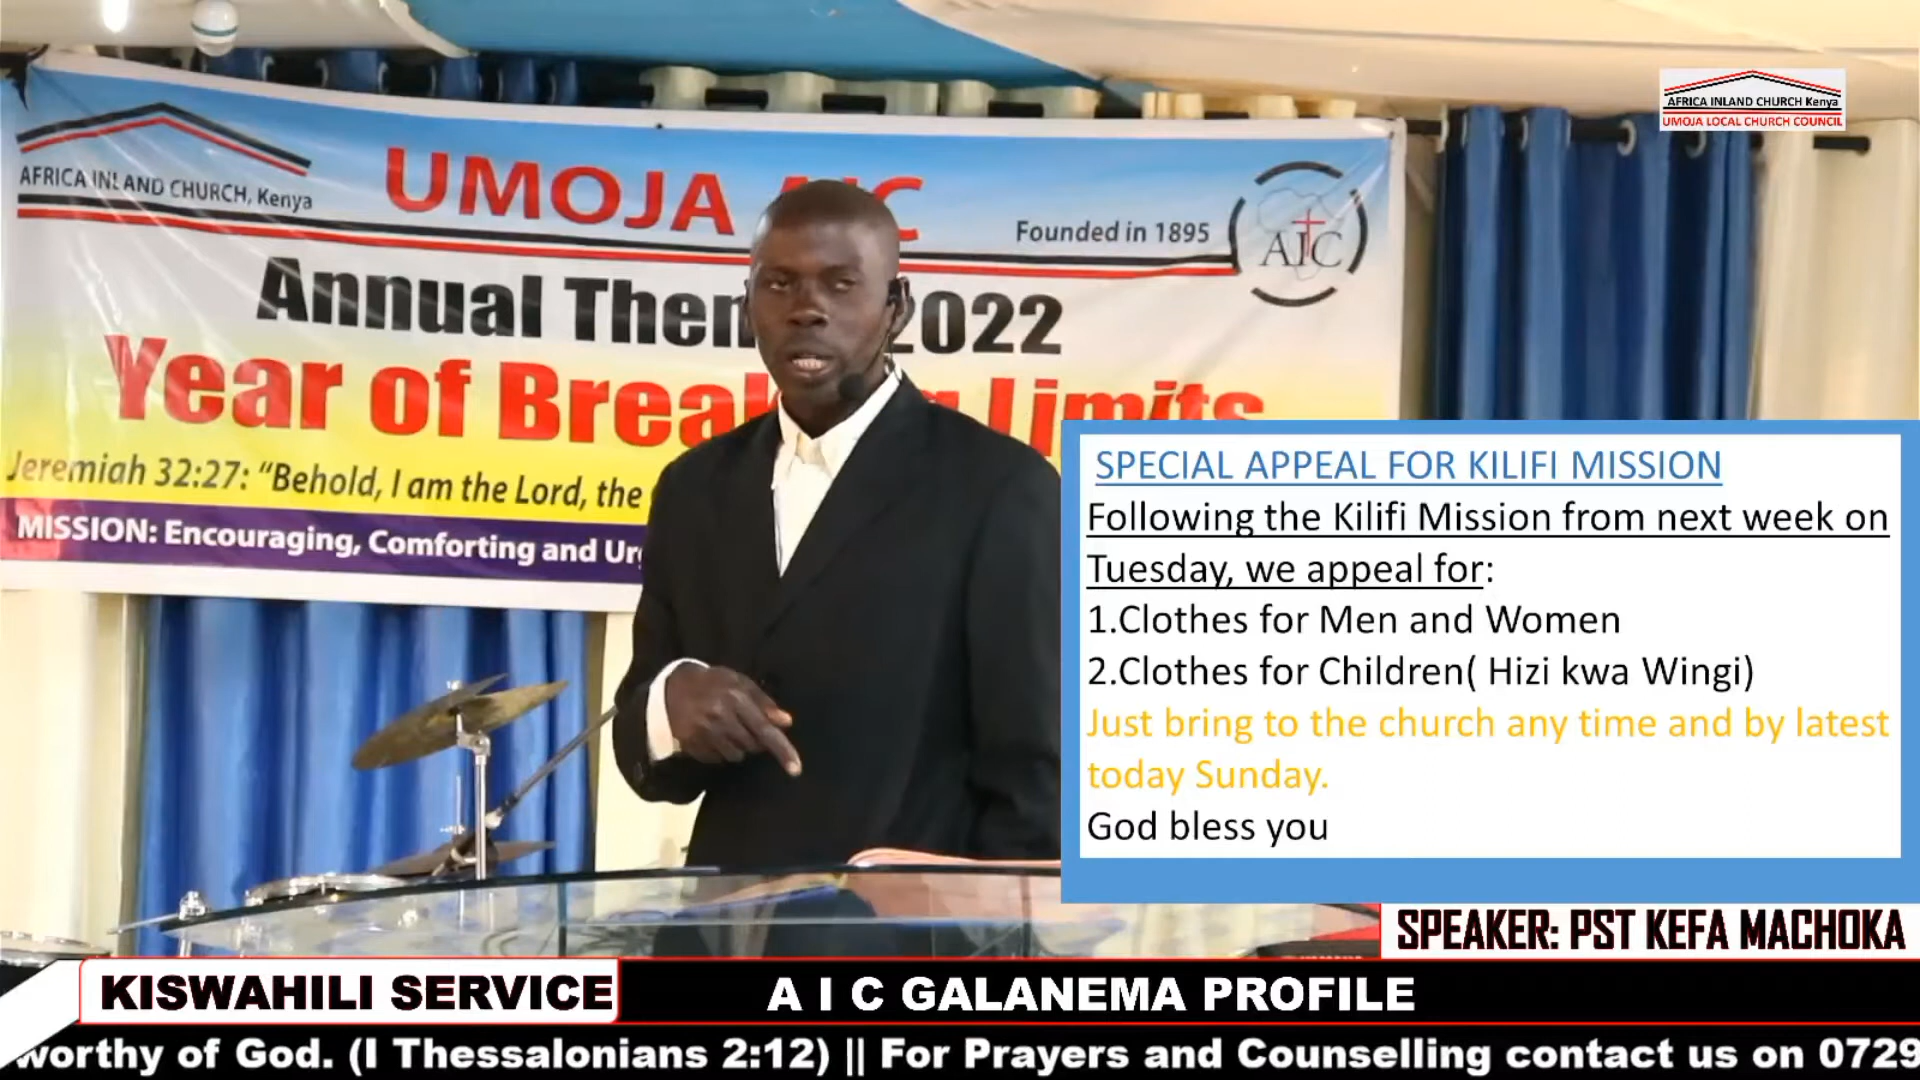 AFRICA INLAND CHURCH Kenya
UMOJA LOCAL CHURCH COUNCIL
AFRICA INLAND CHURCH, Kenya
UMOJA AIC
Founded in 1895
AIC
Annual Them 2022
Year of Breaking Limits
Jeremiah 32:27: “Behold, I am the Lord, the
MISSION: Encouraging, Comforting and
SPECIAL APPEAL FOR KILIFI MISSION
Following the Kilifi Mission from next week on
Tuesday, we appeal for:
1.Clothes for Men and Women
2.Clothes for Children( Hizi kwa Wingi)
Just bring to the church any time and by latest
today Sunday.
God bless you
SPEAKER: PST KEFA MACHOKA
KISWAHILI SERVICE
A I C GALANEMA PROFILE
worthy of God. (I Thessalonians 2:12) || For Prayers and Counselling contact us on 0729